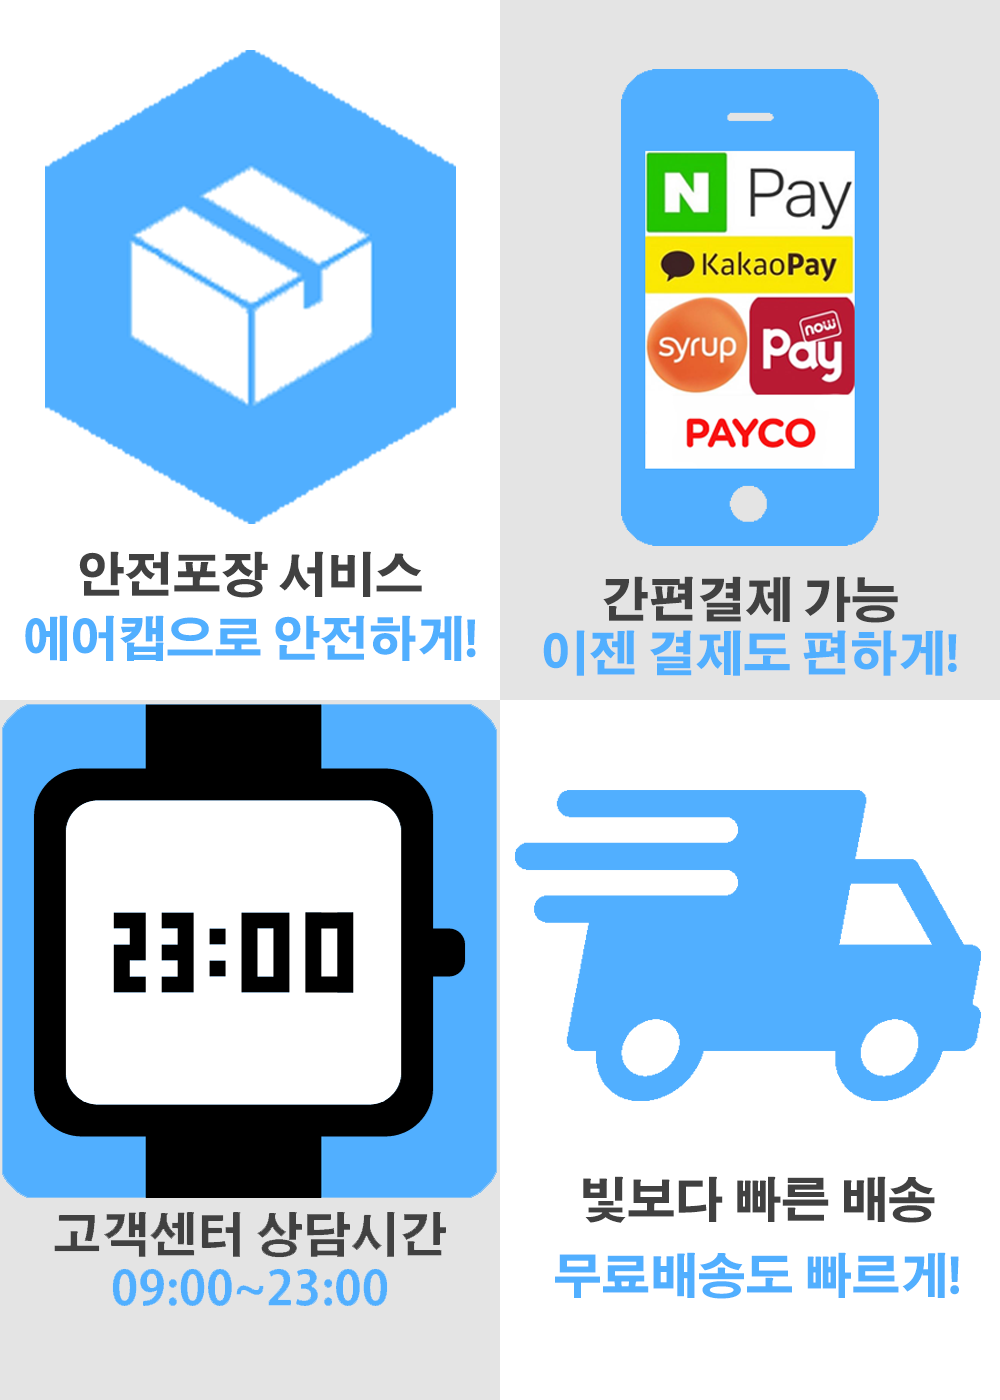 안전포장 서비스
에어캡으로 안전하게!
N Pay
KakaoPay
syrup
now
Pay
PAYCO
간편결제 가능
이젠 결제도 편하게!
23:00
고객센터 상담시간
09:00~23:00
빛보다 빠른 배송
무료배송도 빠르게!